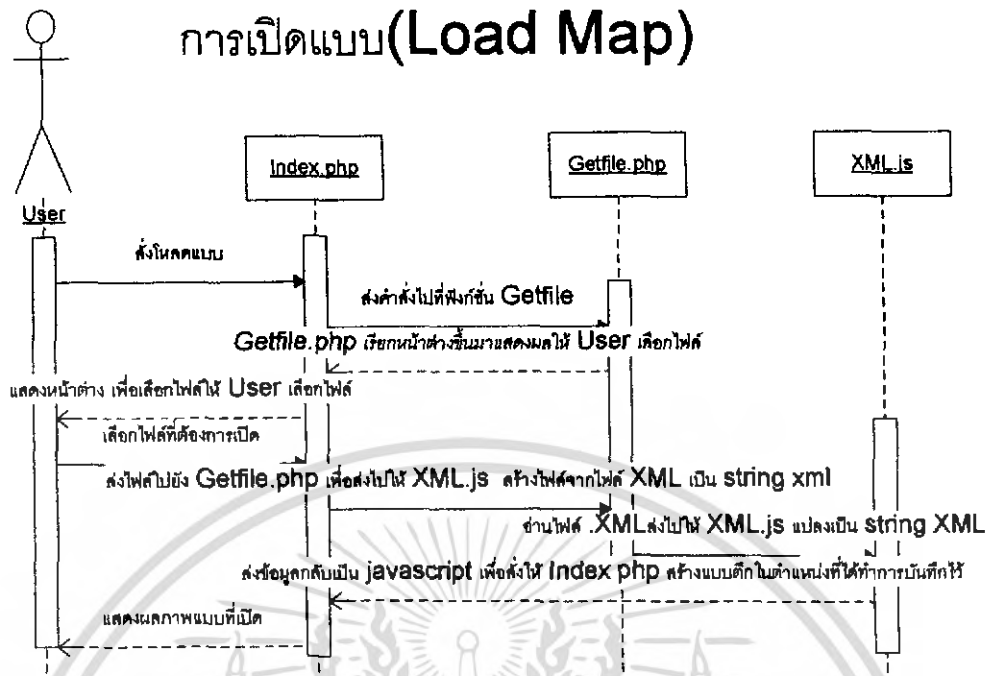 การเปิดแบบ(Load Map)
Index.php
Getfile.php
XML.js
User
สั่งโหลดแบบ
ส่งคำสั่งไปที่ฟังก์ชั่น Getfile
Getfile.php เรียกหน้าต่างขึ้นมาแสดงผลให้ User เลือกไฟล์
แสดงหน้าต่าง เพื่อเลือกไฟล์ให้ User เลือกไฟล์
เลือกไฟล์ที่ต้องการเปิด
ส่งไฟล์ไปยัง Getfile.php เพื่อส่งไปให้ XML.js สร้างไฟล์จากไฟล์ XML เป็น string xml
อ่านไฟล์ .XMLส่งไปให้ XML.js แปลงเป็น string XML
ส่งข้อมูลกลับเป็น javascript เพื่อสั่งให้ Index php สร้างแบบตึกในตำแหน่งที่ได้ทำการบันทึกไว้
แสดงผลภาพแบบที่เปิด